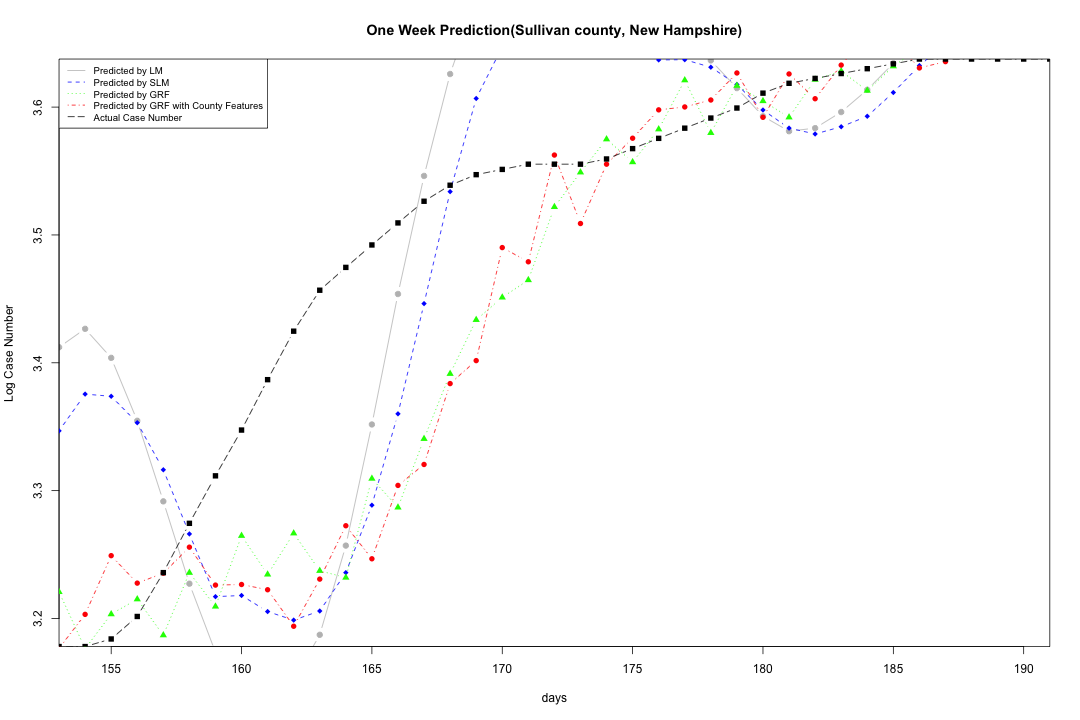 One Week Prediction(Sullivan county, New Hampshire)
Predicted by LM
Predicted by SLM
Predicted by GRF
Predicted by GRF with County Features
Actual Case Number
Log Case Number
3.6
3.5
3.4
3.3
3.2
155 160 165 170 175 180 185 190
days